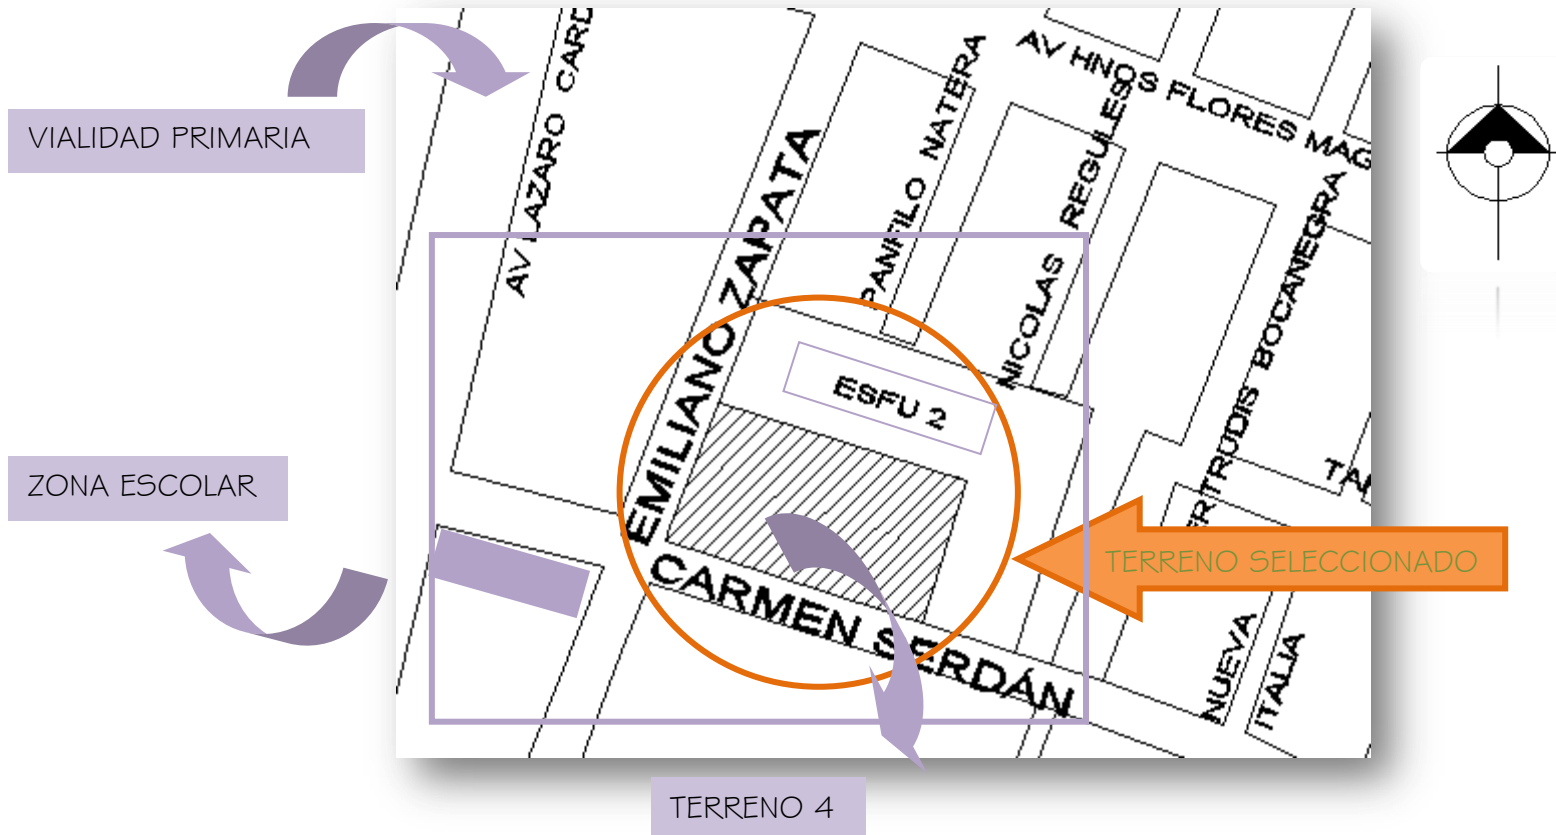 VIALIDAD PRIMARIA
AV LAZARO CARD
EMILIANO ZAPATA
PANFILO NATERA
NICOLAS REGULES
AV HNOS FLORES MAG
ERTRUDIS BOCANEGRA
ESFU 2
ZONA ESCOLAR
TERRENO SELECCIONADO
CARMEN SERDÁN
NUEVA
ITALIA
TERRENO 4